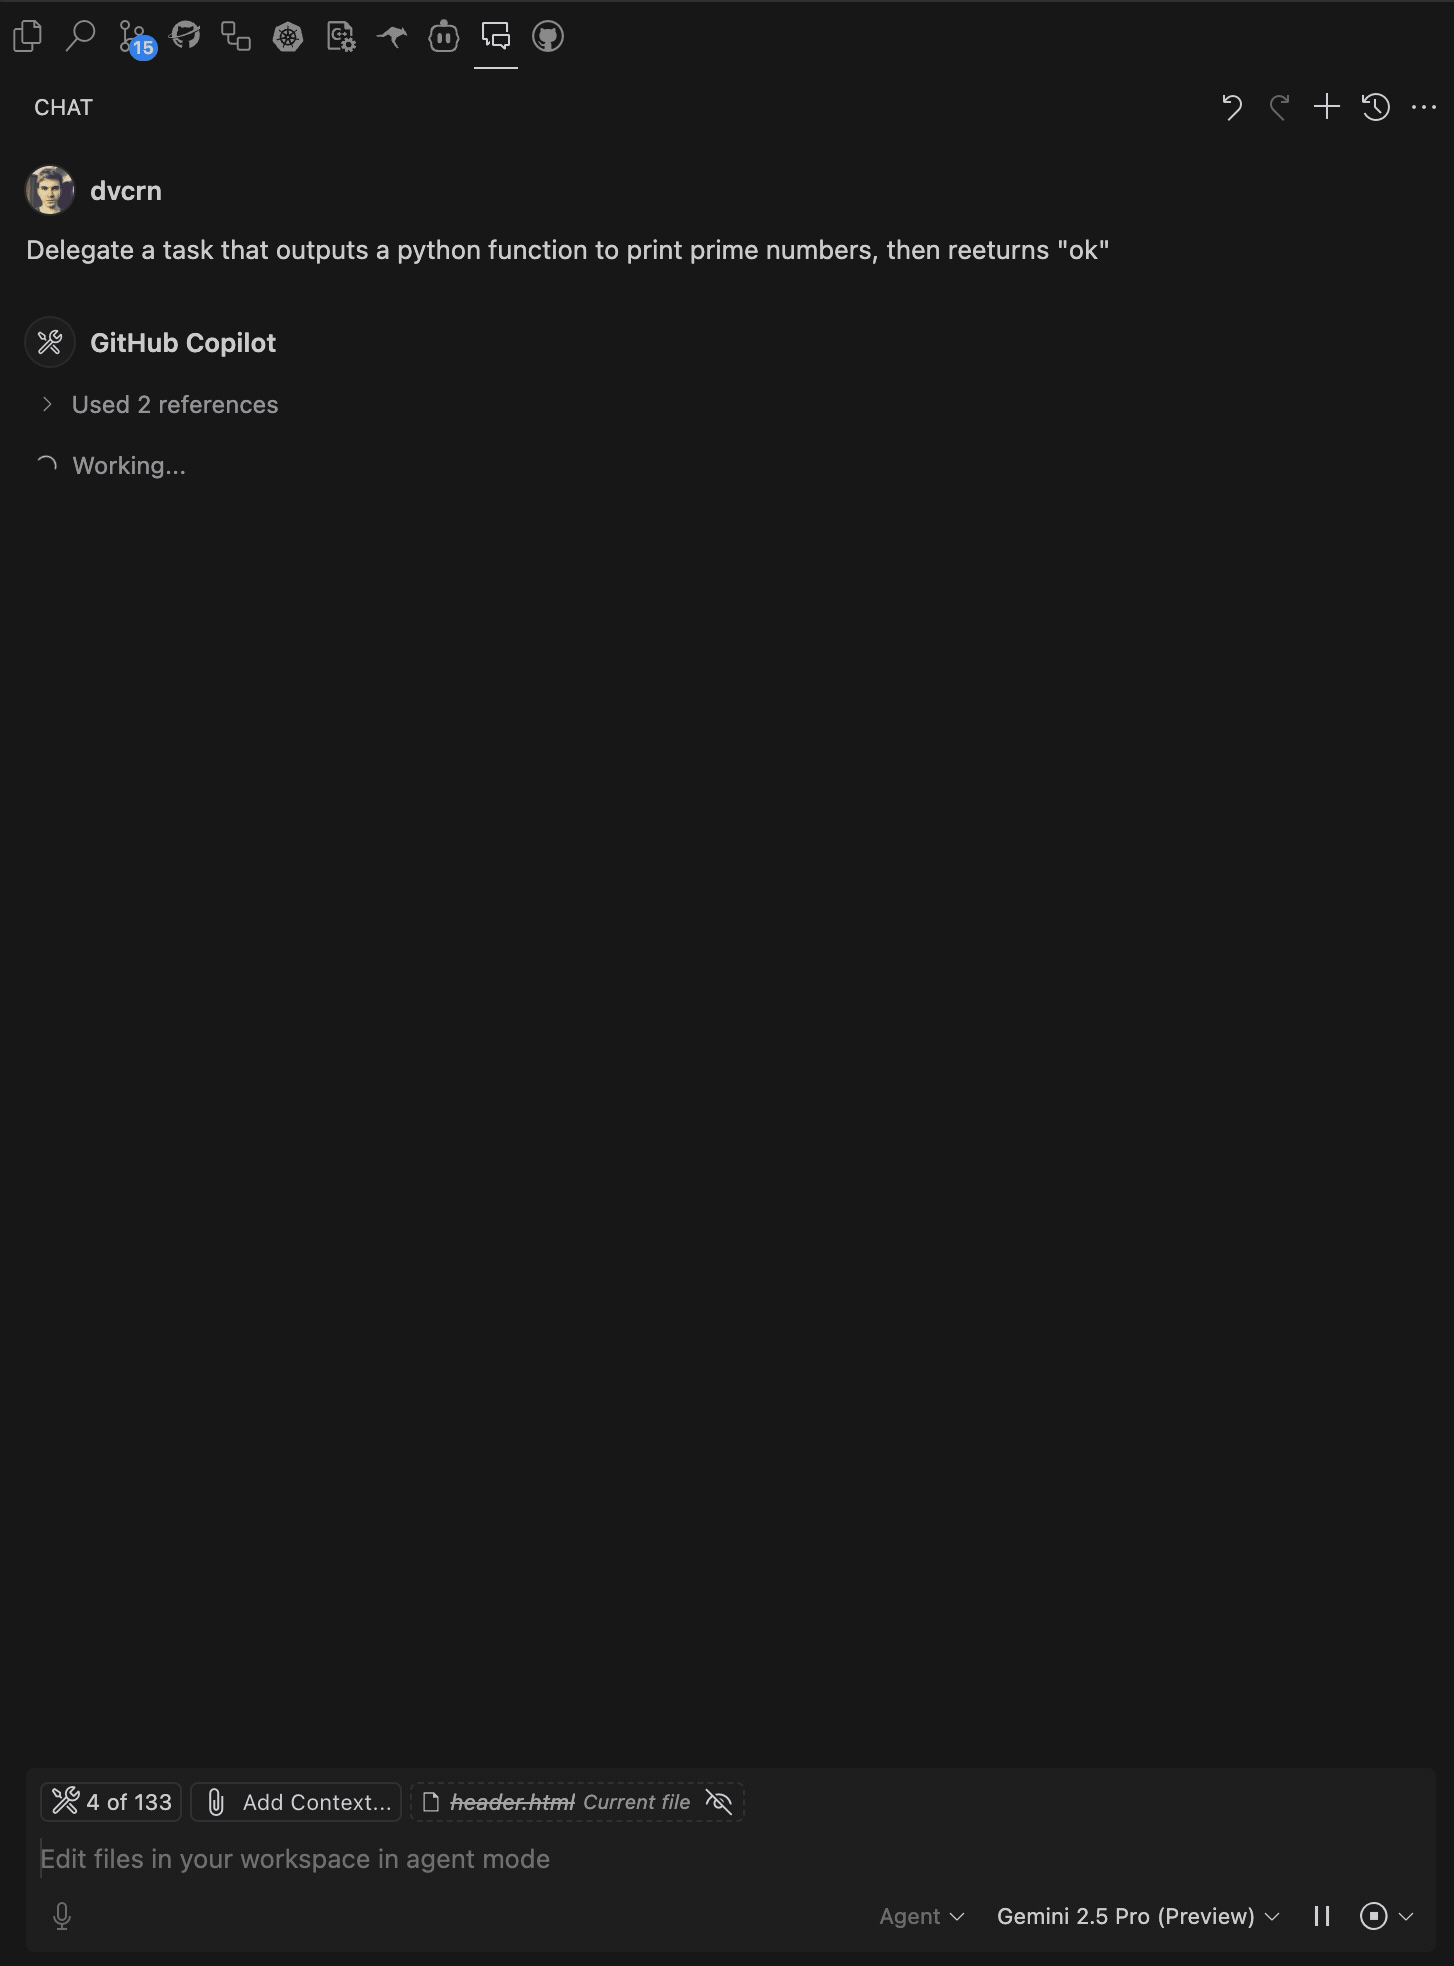 15
CHAT
dvcrn
Delegate a task that outputs a python function to print prime numbers, then reeturns "ok"
GitHub Copilot
Used 2 references
Working...
4 of 133 Add Context... header.html Current file
Edit files in your workspace in agent mode
Agent Gemini 2.5 Pro (Preview)